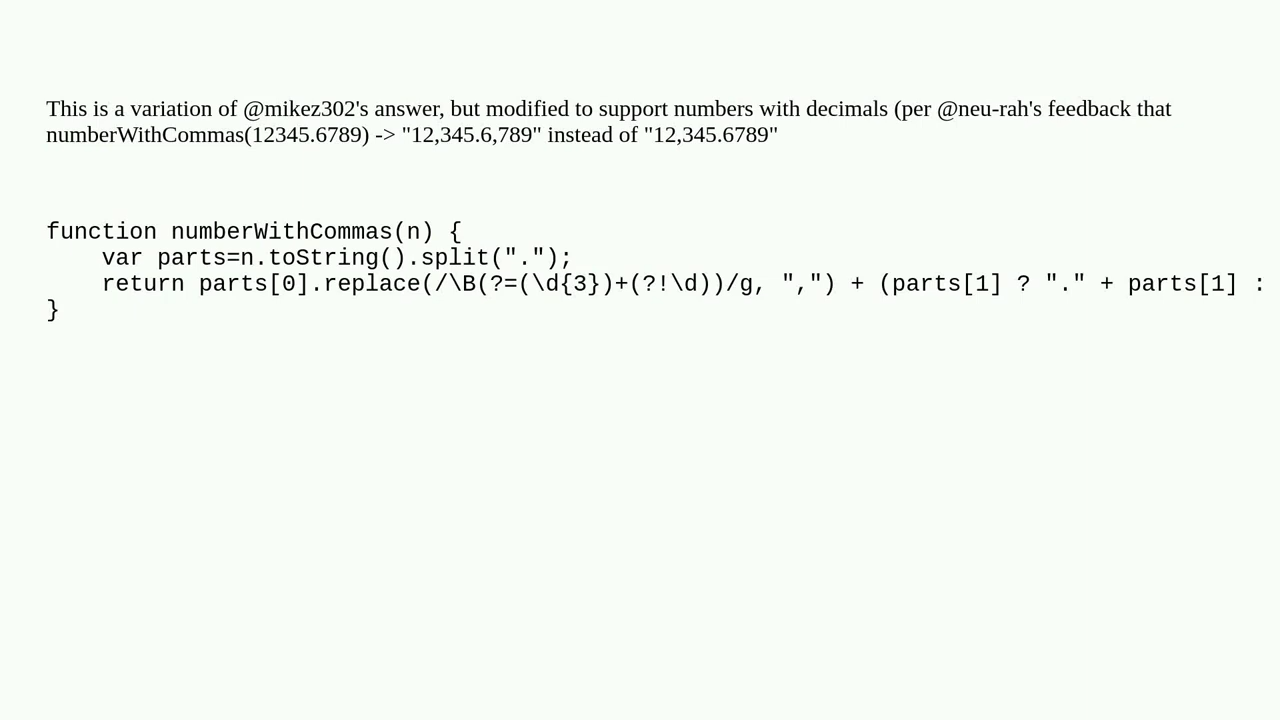 This is a variation of @mikez302's answer, but modified to support numbers with decimals (per @neu-rah's feedback that
numberWithCommas(12345.6789) -> "12,345.6,789" instead of "12,345.6789"
function numberWithCommas(n) {
    var parts=n.toString().split(".");
    return parts[0].replace(/\B(?=(\d{3})+(?!\d))/g, ",") + (parts[1] ? "." + parts[1] :
}